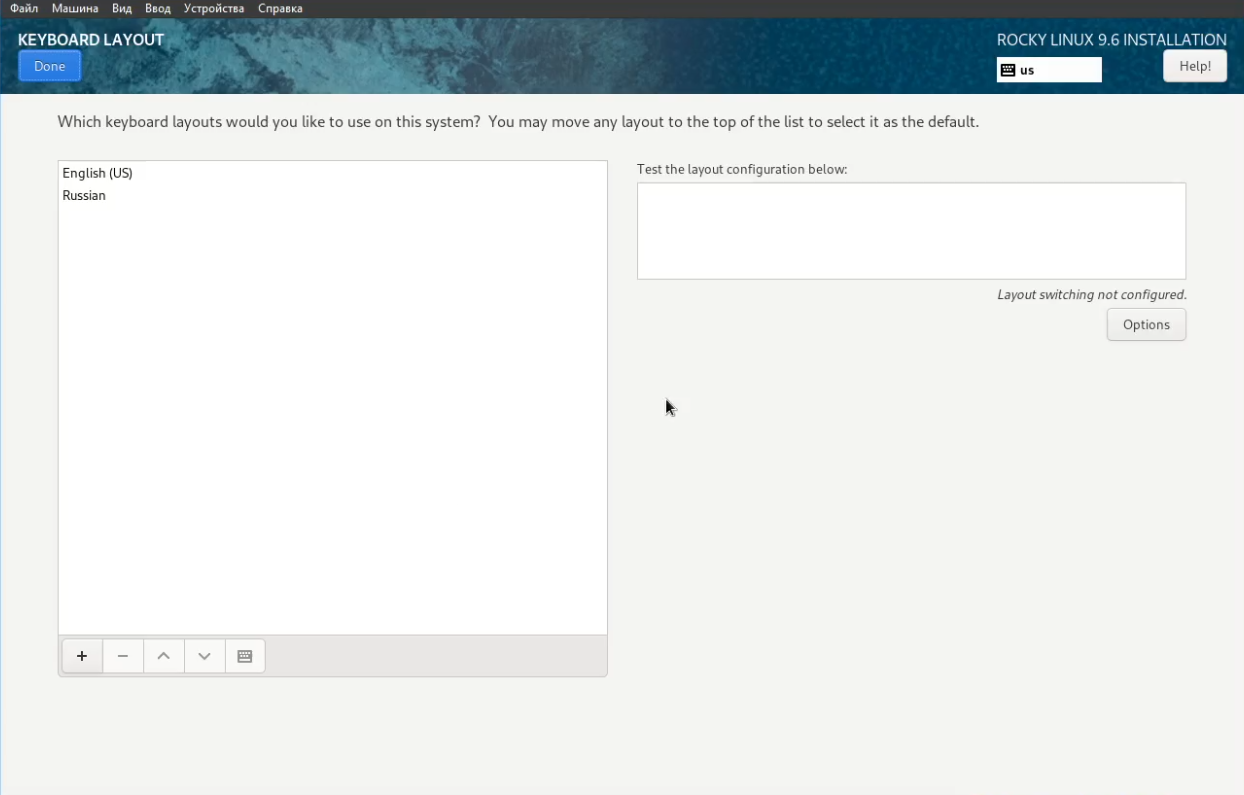 Файл Машина Вид Ввод Устройства Справка
KEYBOARD LAYOUT
ROCKY LINUX 9.6 INSTALLATION
Done
us
Help!
Which keyboard layouts would you like to use on this system? You may move any layout to the top of the list to select it as the default.
English (US)
Russian
Test the layout configuration below:
Layout switching not configured.
Options